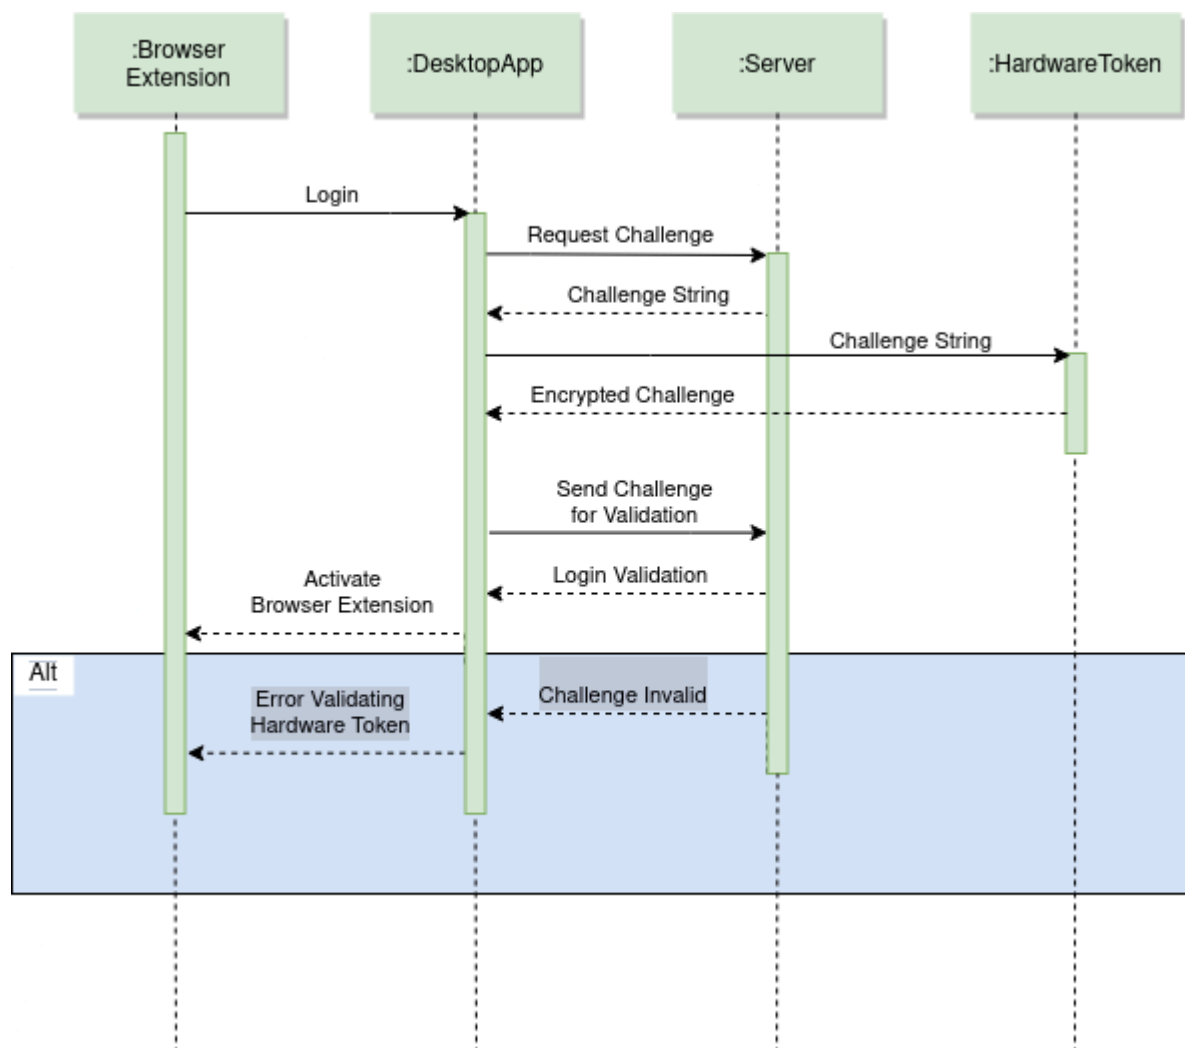 :Browser
Extension
:DesktopApp
:Server
:HardwareToken
Login
Request Challenge
Challenge String
Challenge String
Encrypted Challenge
Send Challenge
for Validation
Login Validation
Activate
Browser Extension
Alt
Challenge Invalid
Error Validating
Hardware Token